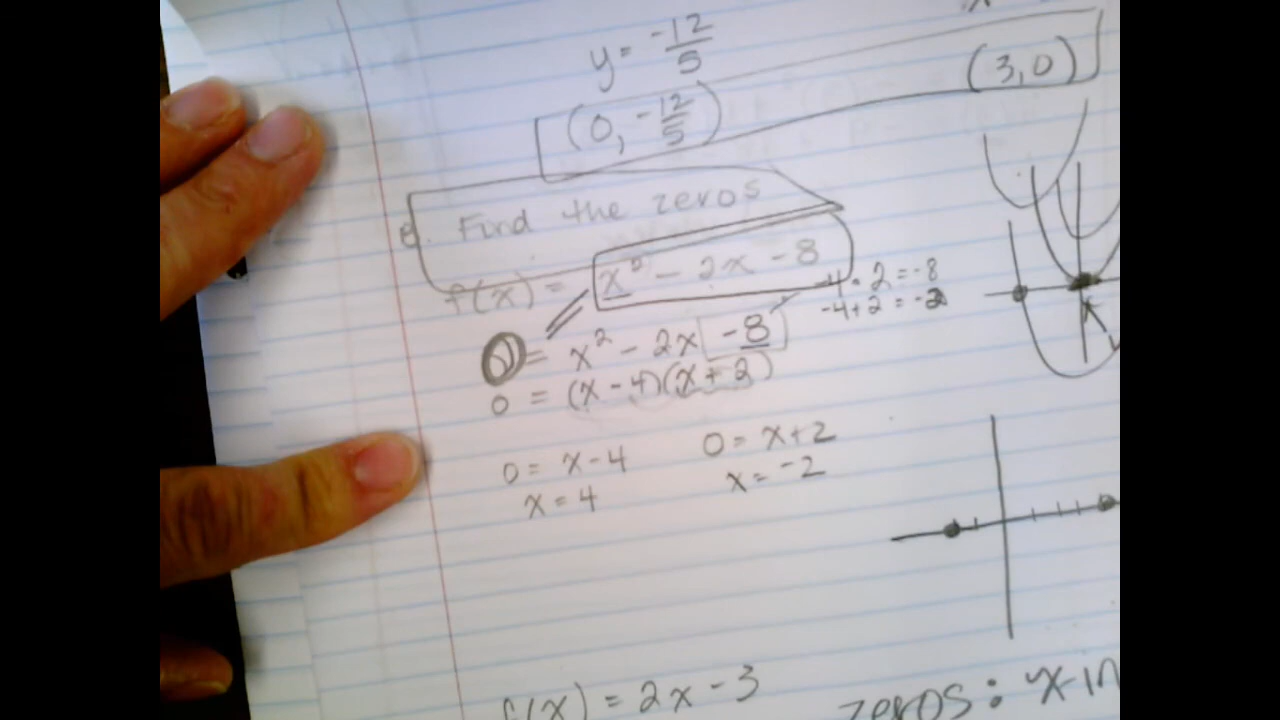 y = -12/5
(3,0)
(0, -12/5)
Find the zeros
f(x) = x² - 2x - 8
-4 · 2 = -8
-4 + 2 = -2
0 = x² - 2x - 8
0 = (x - 4)(x + 2)
0 = x - 4
x = 4
0 = x + 2
x = -2
f(x) = 2x - 3
zeros: x-in